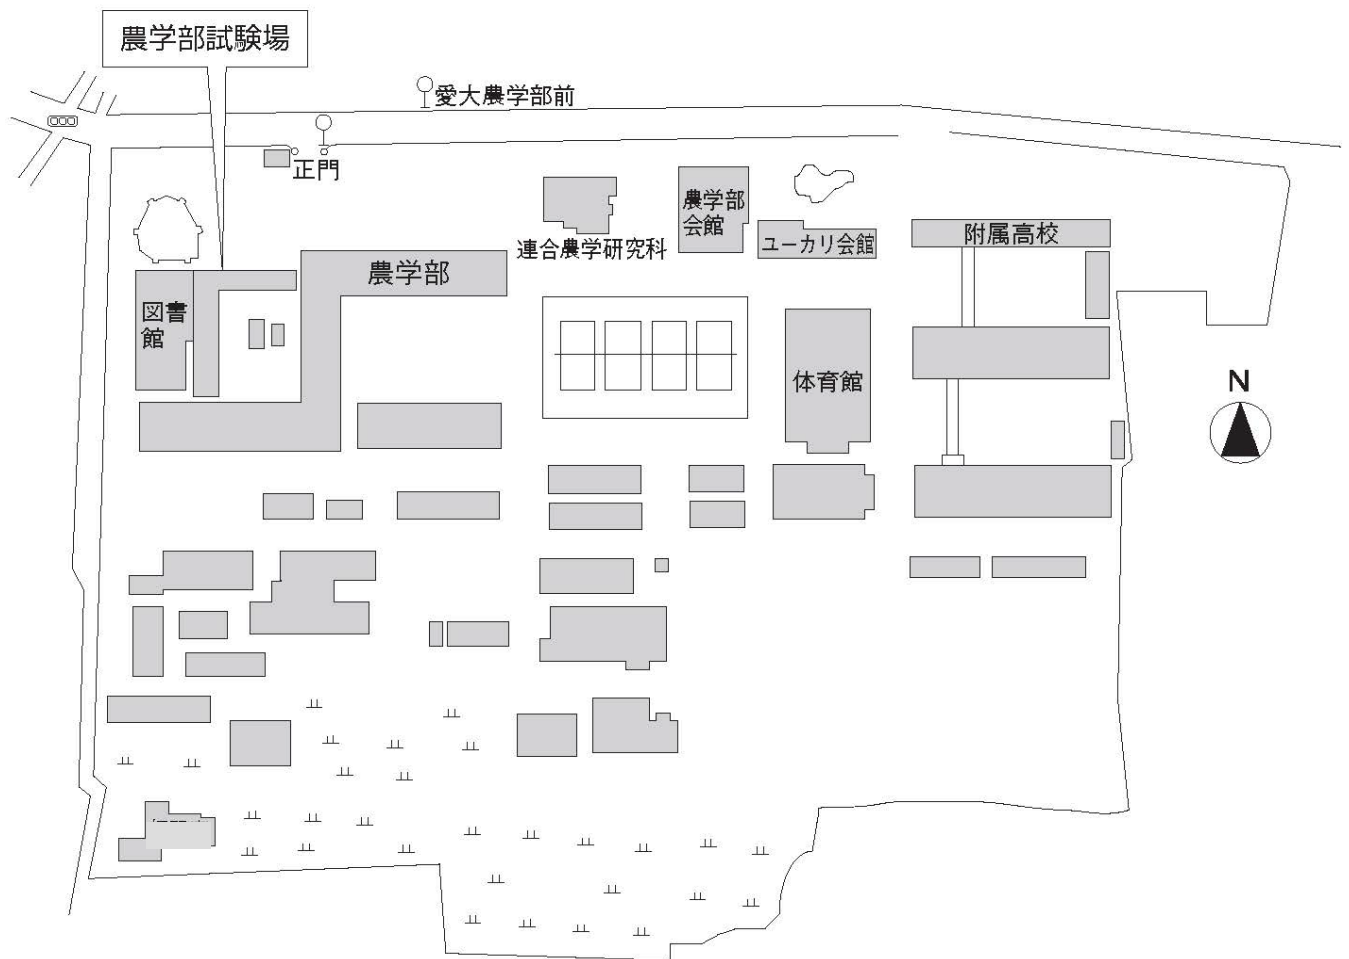 農学部試験場
愛大農学部前
正門
農学部
会館
連合農学研究科
ユーカリ会館
附属高校
農学部
図書
館
体育館
N